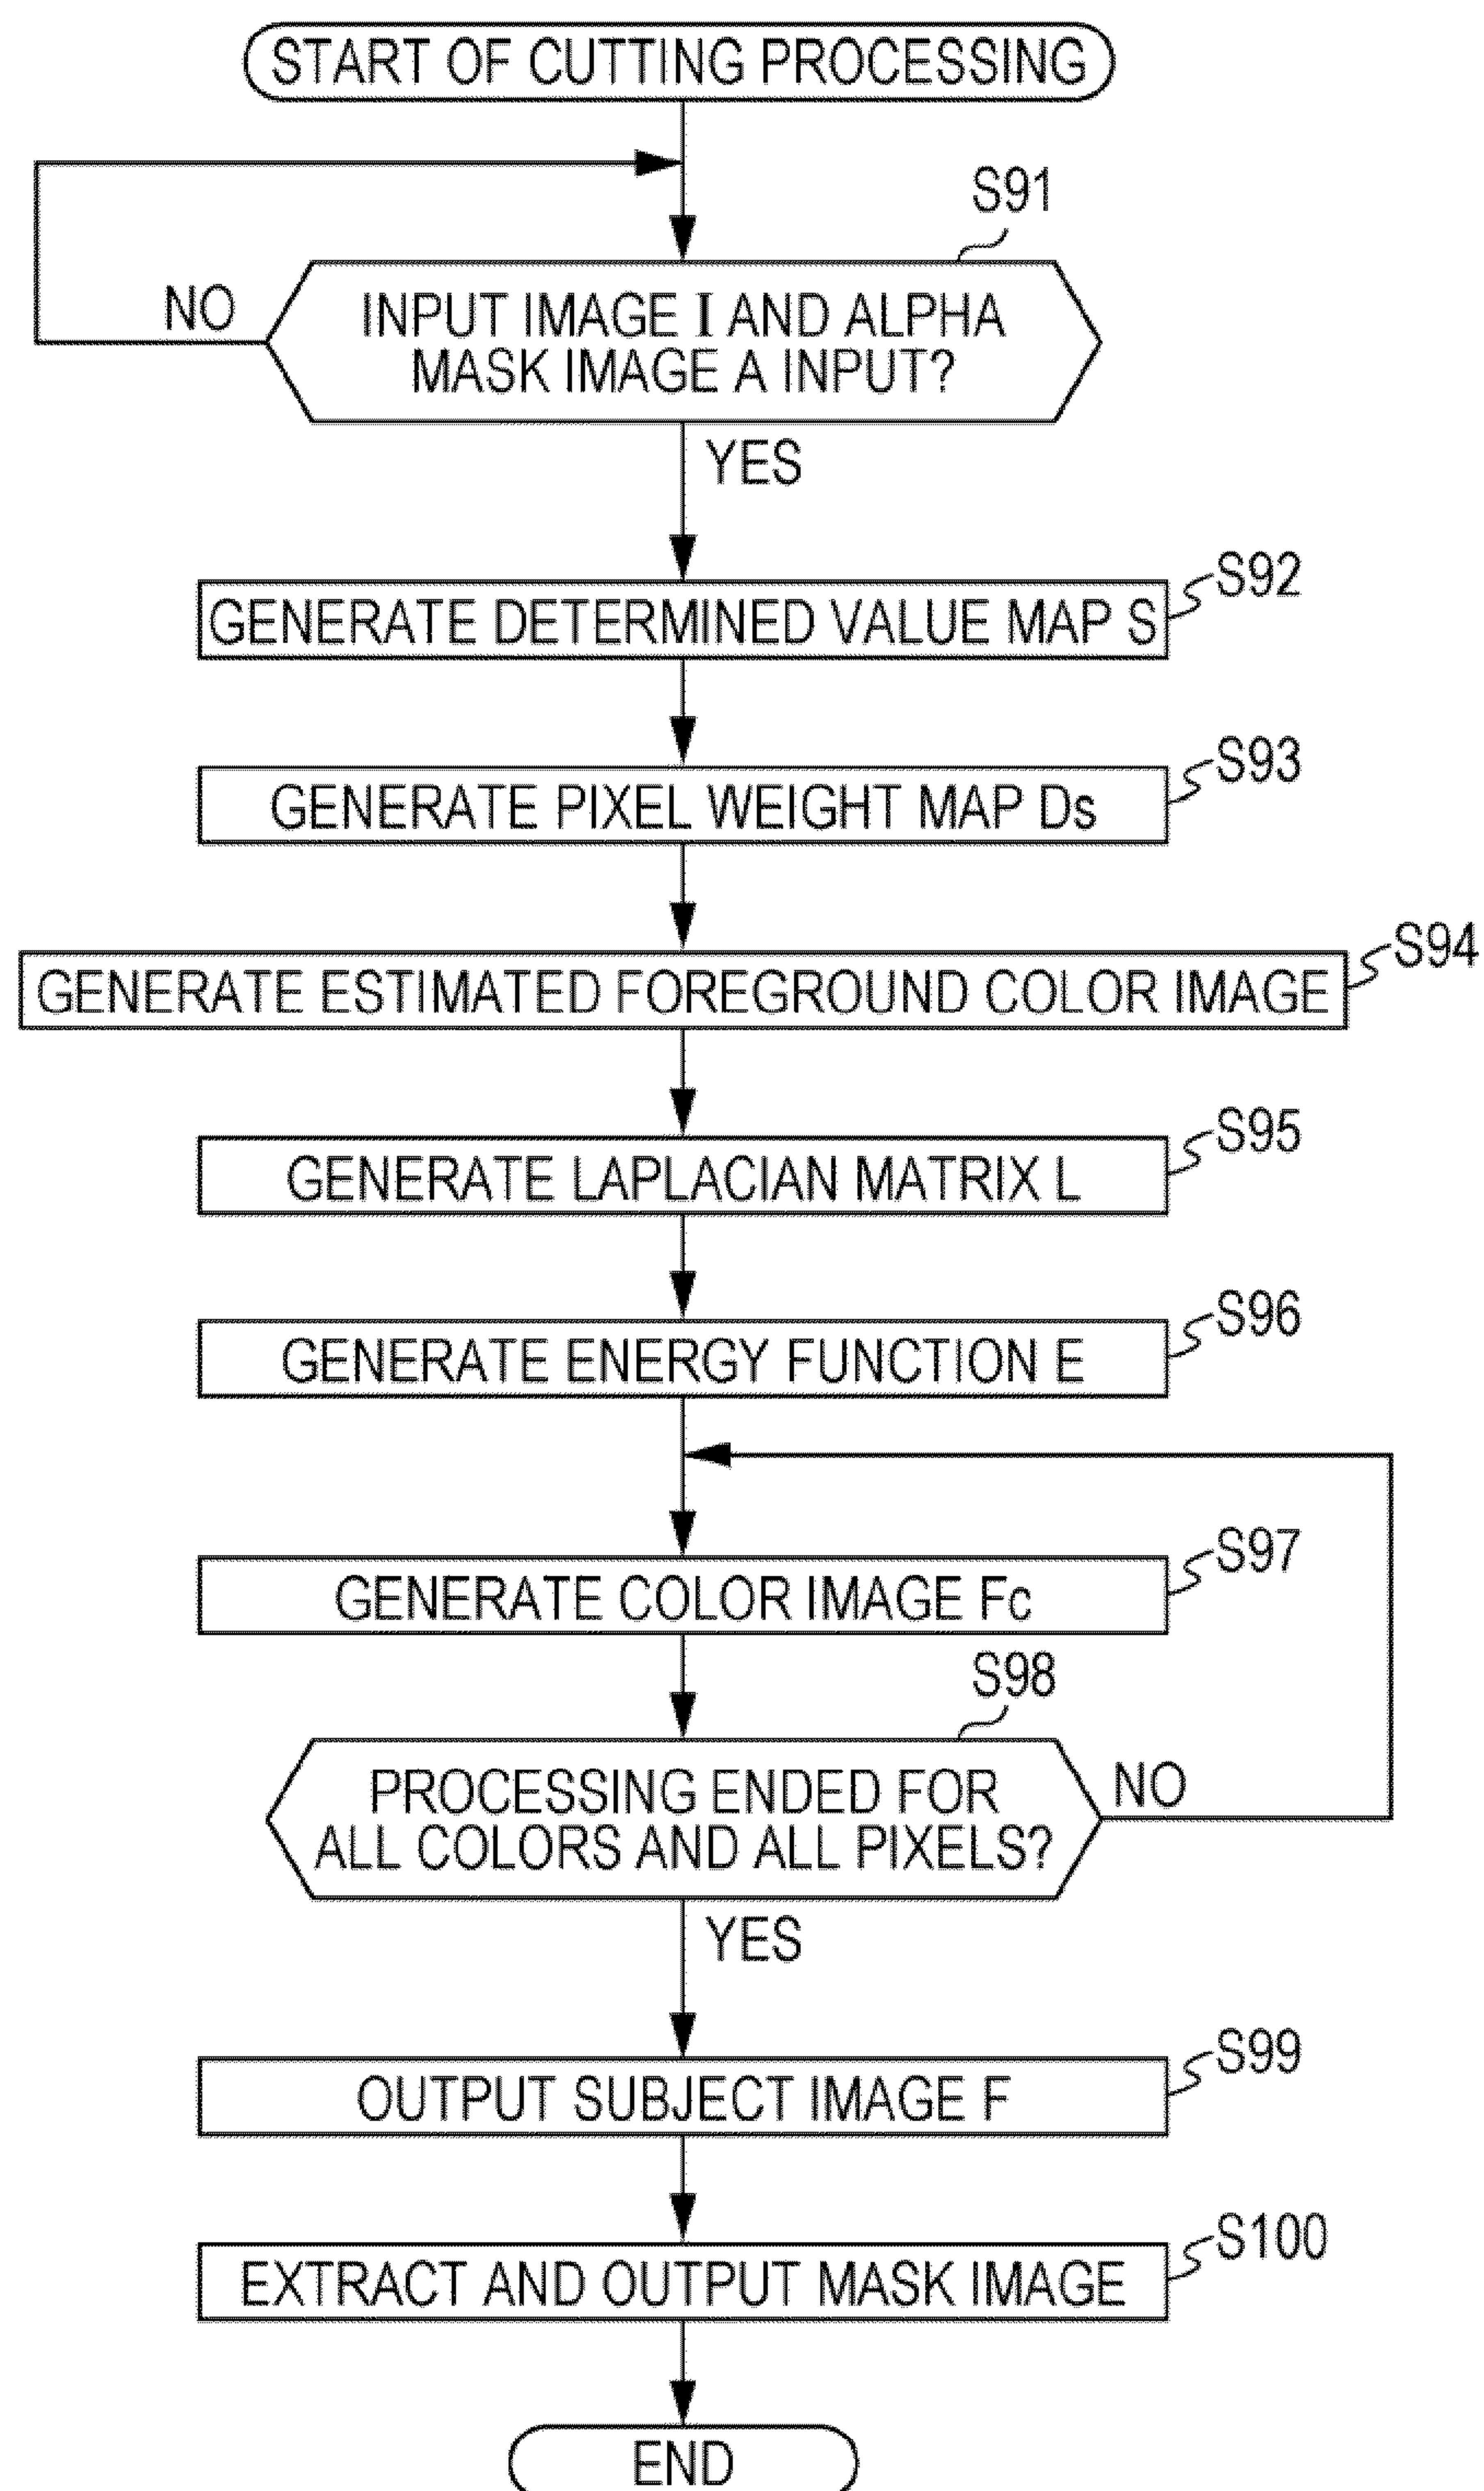 START OF CUTTING PROCESSING
S91
NO
INPUT IMAGE I AND ALPHA
MASK IMAGE A INPUT?
YES
S92
GENERATE DETERMINED VALUE MAP S
S93
GENERATE PIXEL WEIGHT MAP Ds
S94
GENERATE ESTIMATED FOREGROUND COLOR IMAGE
S95
GENERATE LAPLACIAN MATRIX L
S96
GENERATE ENERGY FUNCTION E
S97
GENERATE COLOR IMAGE Fc
S98
PROCESSING ENDED FOR
ALL COLORS AND ALL PIXELS?
NO
YES
S99
OUTPUT SUBJECT IMAGE F
S100
EXTRACT AND OUTPUT MASK IMAGE
END